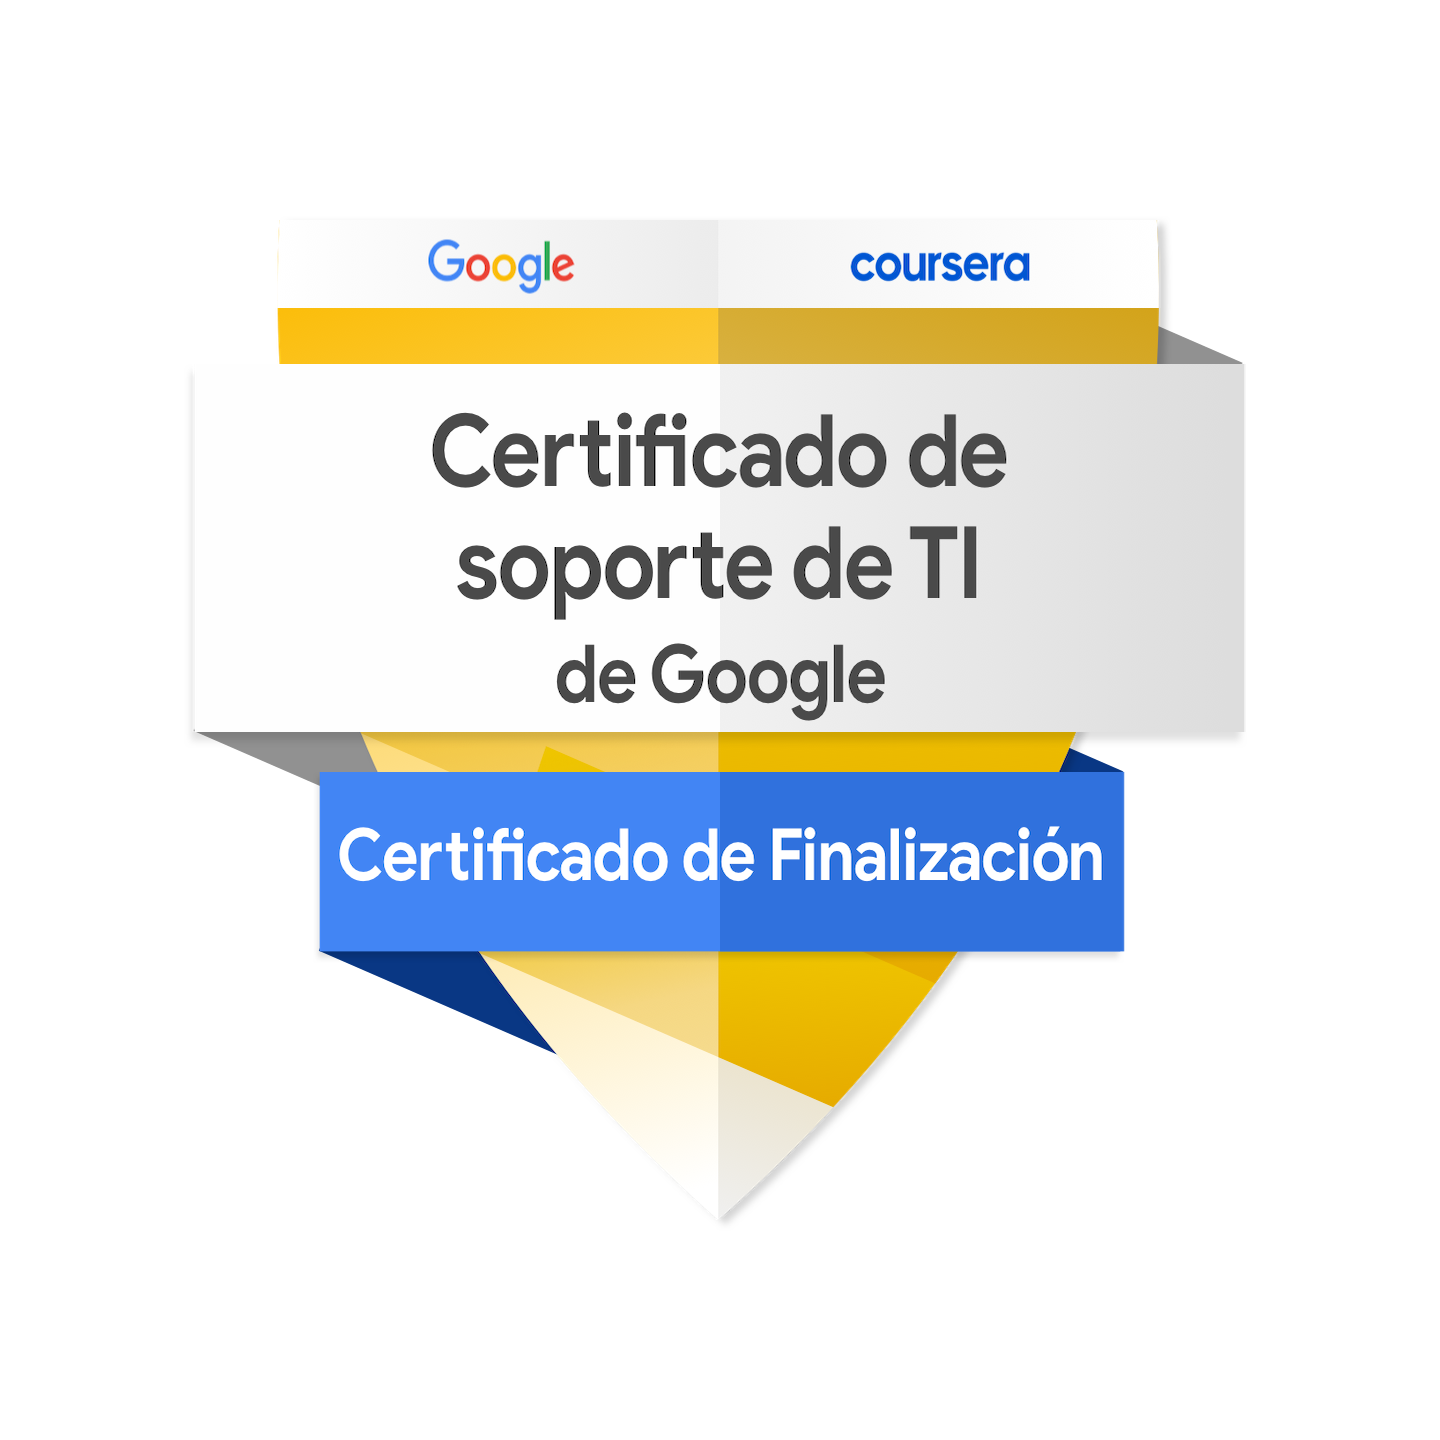 Google coursera
Certificado de
soporte de TI
de Google
Certificado de Finalización